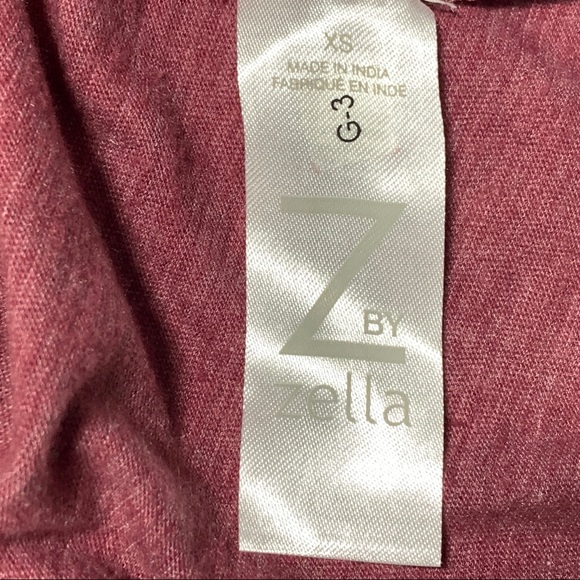 XS
MADE IN INDIA
FABRIQUÉ EN INDE
G-3
Z BY
zella